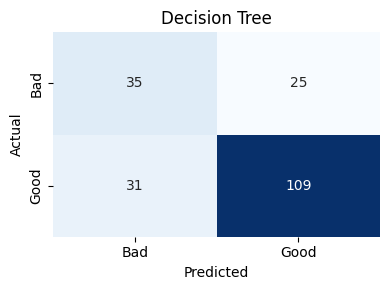 Decision Tree
Actual
Bad
35 25
Good
31 109
Bad Good
Predicted